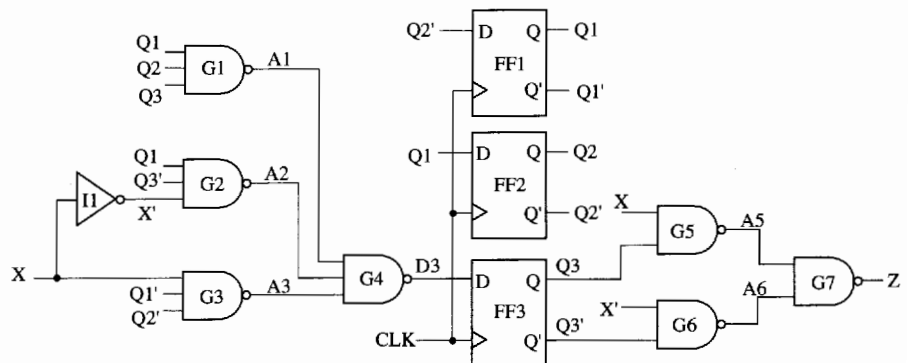 Q2' D Q Q1
FF1
Q' Q1'
Q1
Q2
Q3
G1
A1
Q1 D Q Q2
FF2
Q' Q2'
Q1
Q3'
X'
I1
G2
A2
X
Q1'
Q2'
G3
A3
G4
D3
D Q Q3
FF3
Q' Q3'
CLK
X
G5
A5
X'
G6
A6
G7
Z